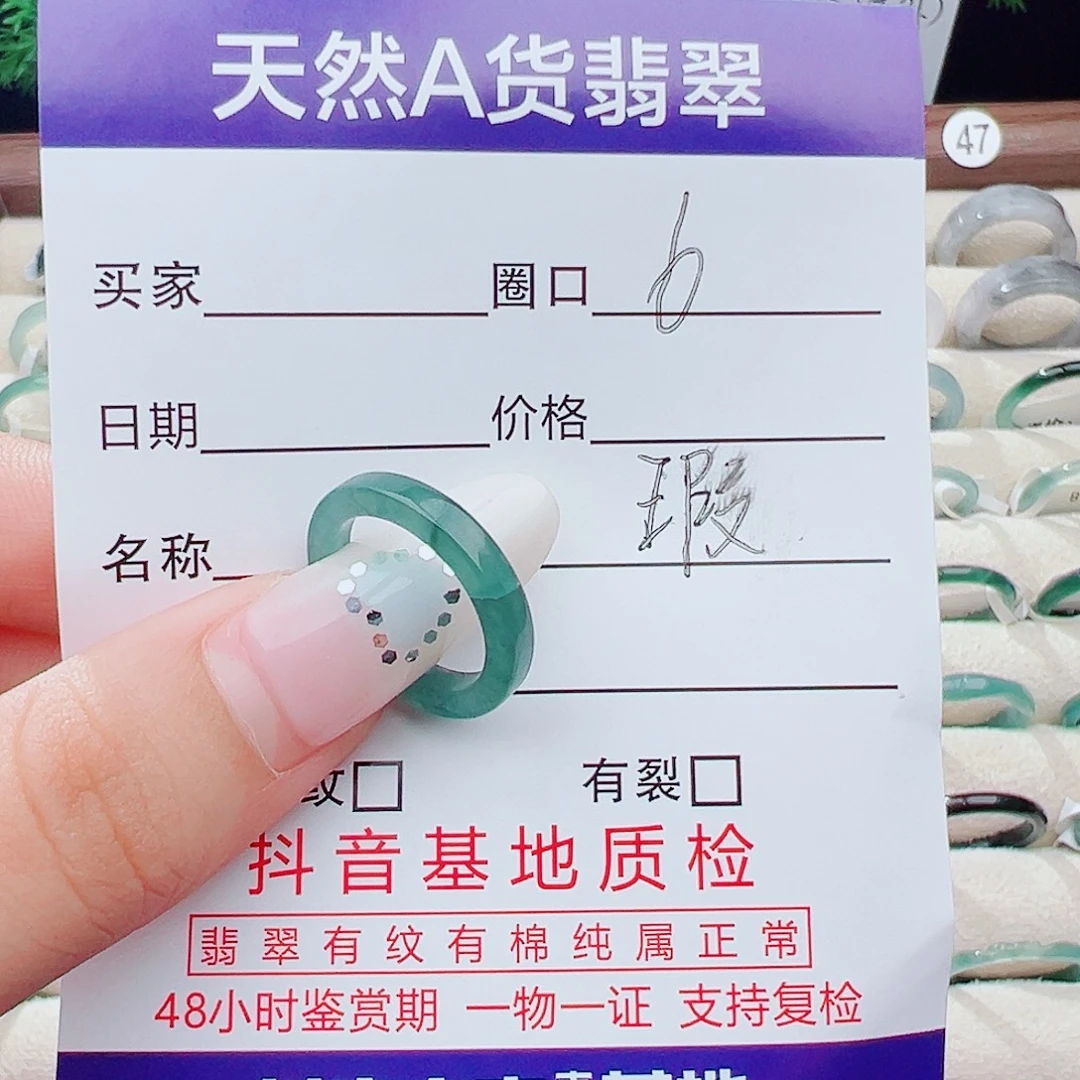 天然A货翡翠
47
买家 圈口 6
日期 价格
瑕
名称
纹□ 有裂□
抖音基地质检
翡翠有纹有棉纯属正常
48小时鉴赏期 一物一证 支持复检